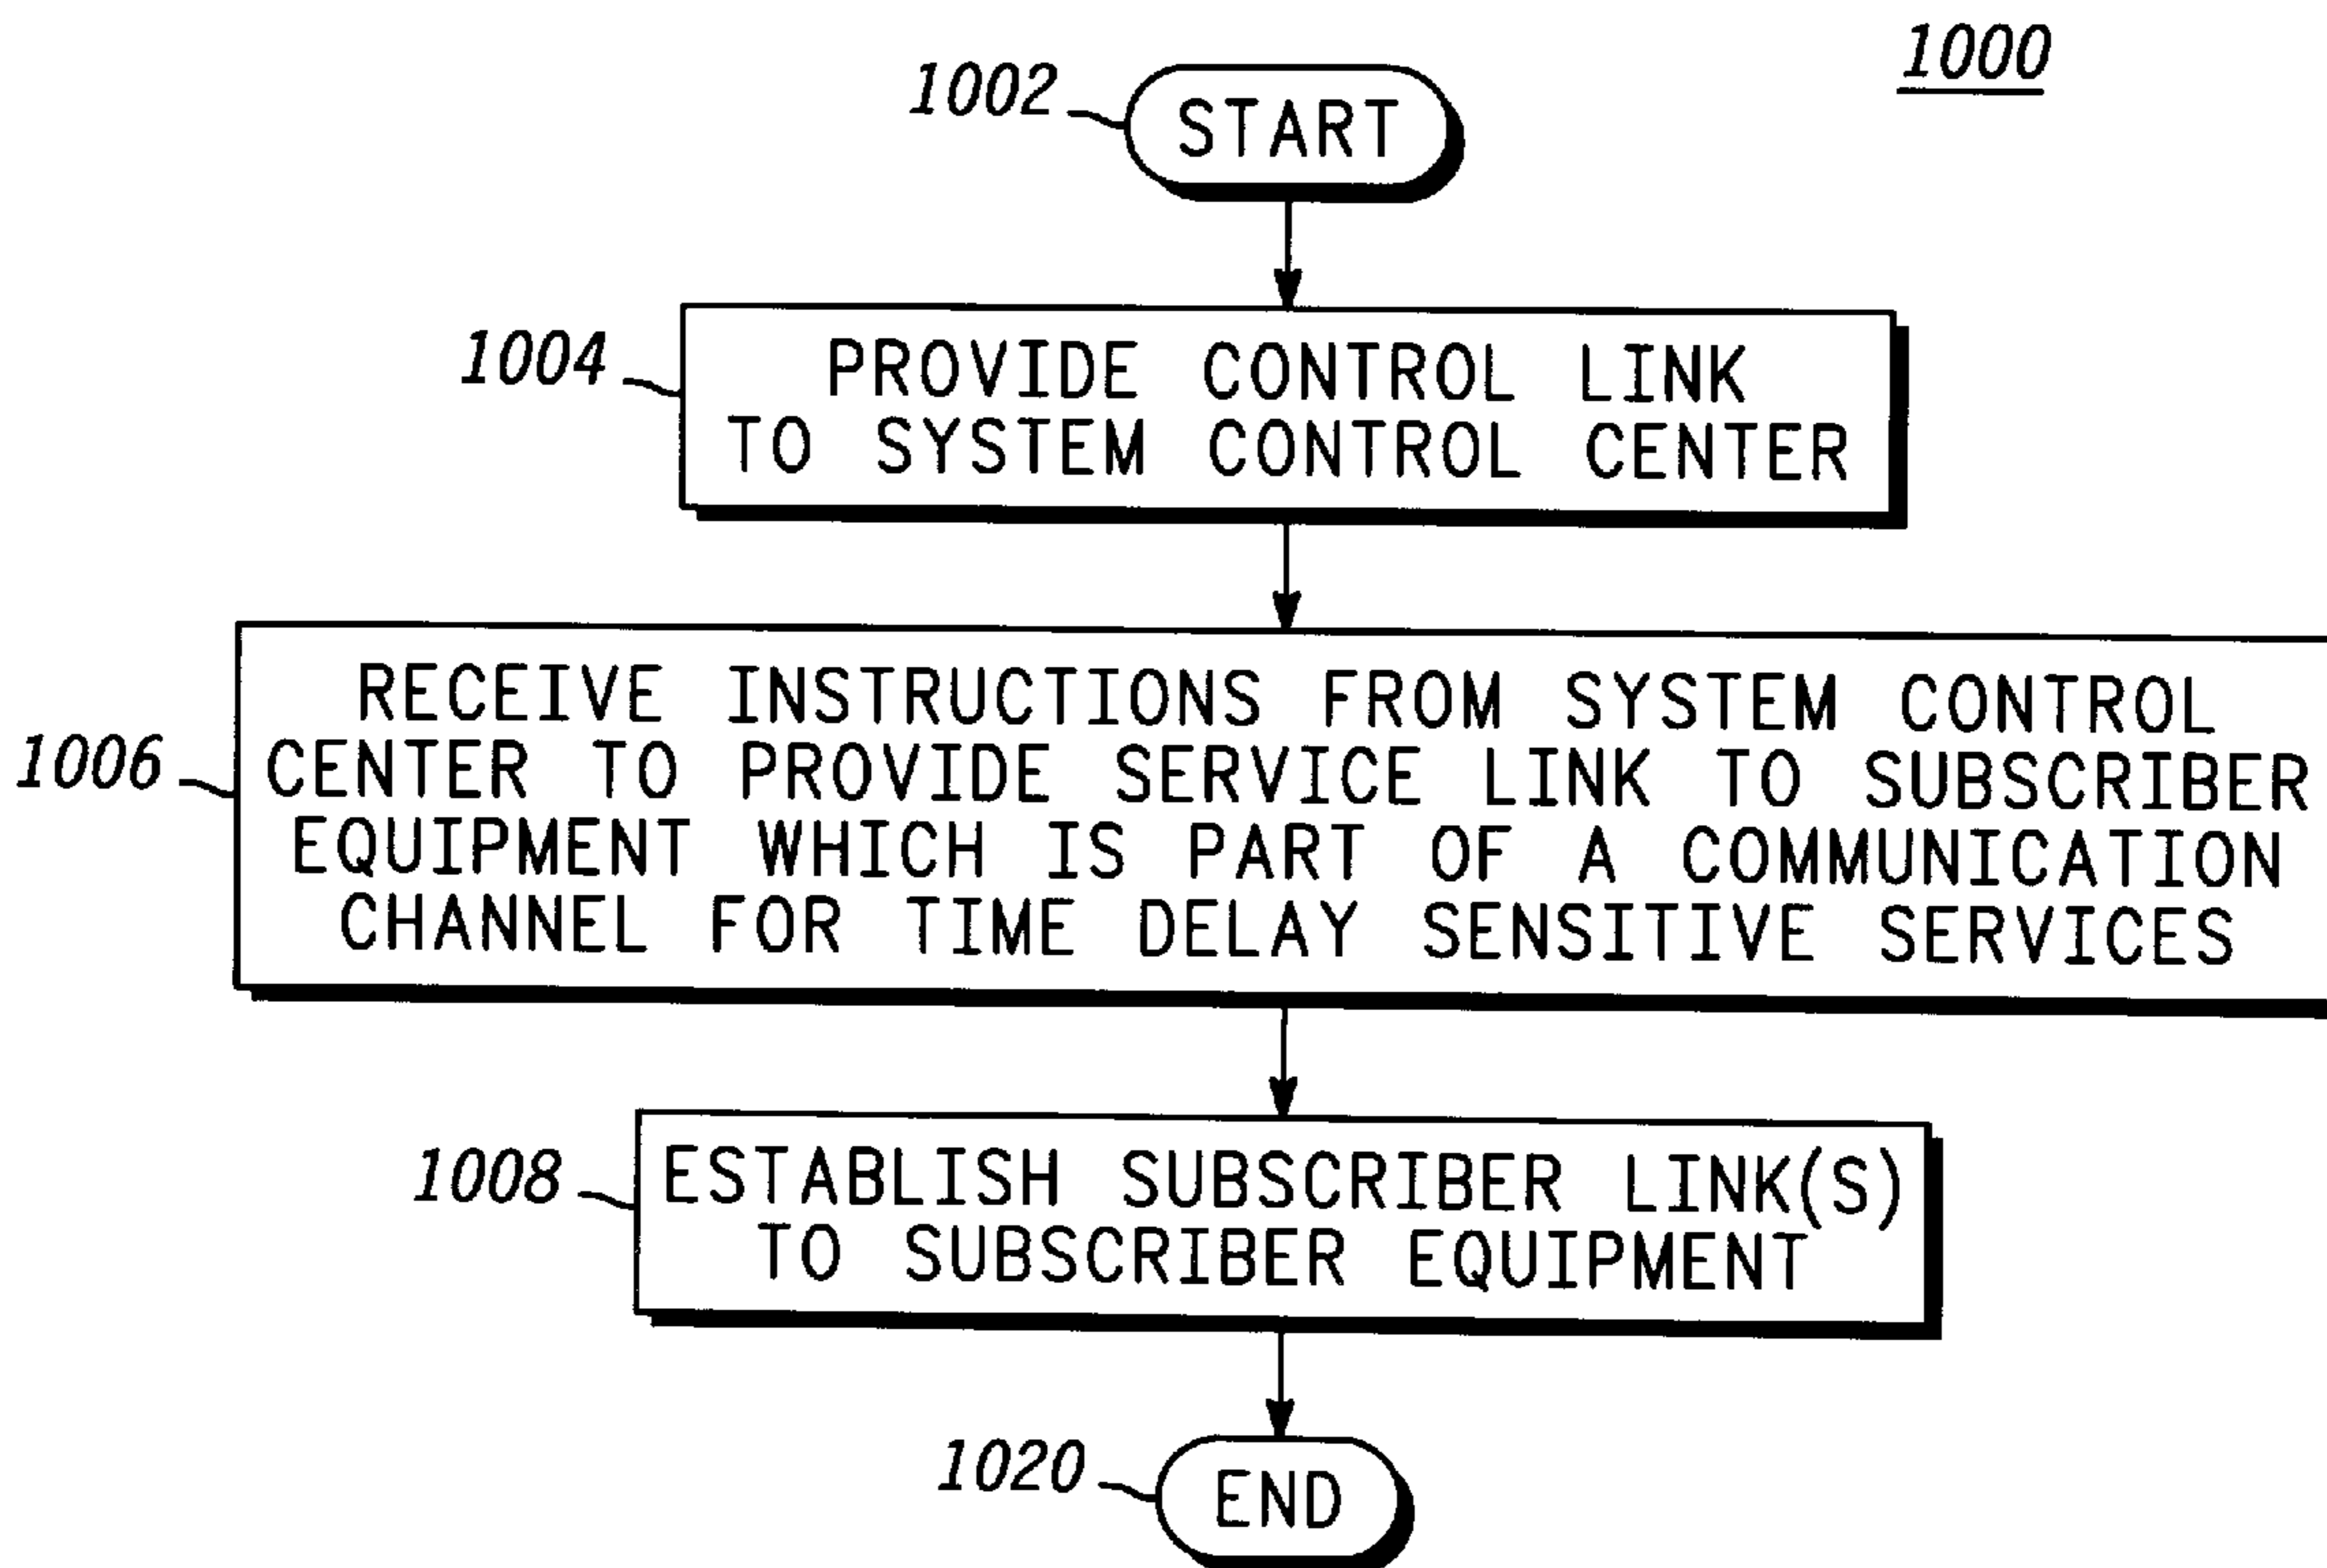 1000
1002
START
1004
PROVIDE CONTROL LINK
TO SYSTEM CONTROL CENTER
1006
RECEIVE INSTRUCTIONS FROM SYSTEM CONTROL
CENTER TO PROVIDE SERVICE LINK TO SUBSCRIBER
EQUIPMENT WHICH IS PART OF A COMMUNICATION
CHANNEL FOR TIME DELAY SENSITIVE SERVICES
1008
ESTABLISH SUBSCRIBER LINK(S)
TO SUBSCRIBER EQUIPMENT
1020
END